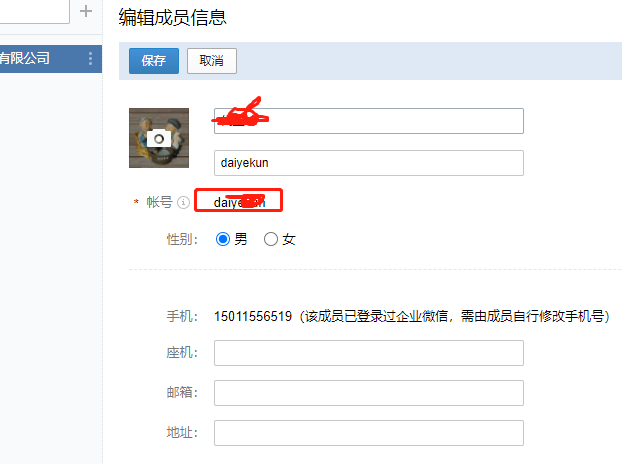 编辑成员信息
有限公司
保存 取消
daiyekun
* 帐号
性别： 男 女
手机： 15011556519（该成员已登录过企业微信，需由成员自行修改手机号）
座机：
邮箱：
地址：